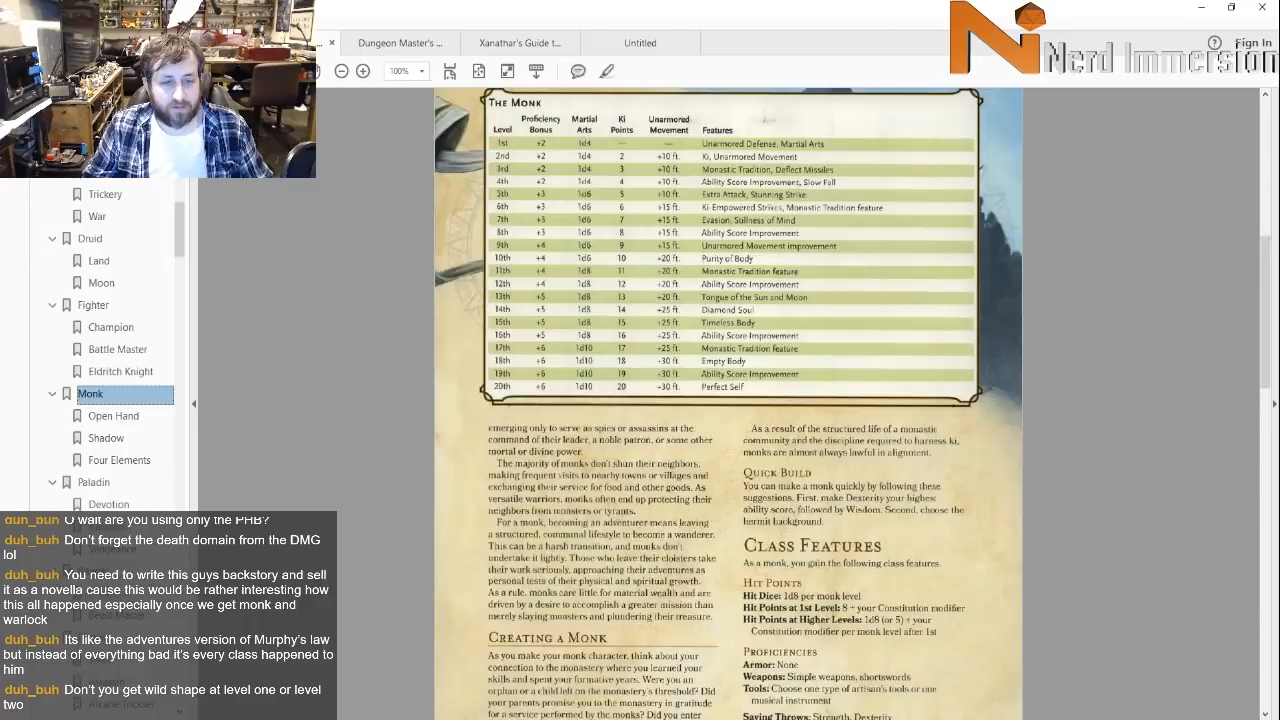 Dungeon Master's ...
Xanathar's Guide t...
Untitled
Sign In
Nerd Immersion
100%
Trickery
War
Druid
Land
Moon
Fighter
Champion
Battle Master
Eldritch Knight
Monk
Open Hand
Shadow
Four Elements
Paladin
Devotion
duh_buh O wait are you using only the PHB?
duh_buh Don't forget the death domain from the DMG
lol
duh_buh You need to write this guys backstory and sell
it as a novella cause this would be rather interesting how
this all happened especially once we get monk and
warlock
duh_buh Its like the adventures version of Murphy's law
but instead of everything bad it's every class happened to
him
duh_buh Don't you get wild shape at level one or level
two
THE MONK
Level Proficiency Bonus Martial Arts Ki Points Unarmored Movement Features
1st +2 1d4 — — Unarmored Defense, Martial Arts
2nd +2 1d4 2 +10 ft. Ki, Unarmored Movement
3rd +2 1d4 3 +10 ft. Monastic Tradition, Deflect Missiles
4th +2 1d4 4 +10 ft. Ability Score Improvement, Slow Fall
5th +3 1d6 5 +10 ft. Extra Attack, Stunning Strike
6th +3 1d6 6 +15 ft. Ki-Empowered Strikes, Monastic Tradition feature
7th +3 1d6 7 +15 ft. Evasion, Stillness of Mind
8th +3 1d6 8 +15 ft. Ability Score Improvement
9th +4 1d6 9 +15 ft. Unarmored Movement improvement
10th +4 1d6 10 +20 ft. Purity of Body
11th +4 1d8 11 +20 ft. Monastic Tradition feature
12th +4 1d8 12 +20 ft. Ability Score Improvement
13th +5 1d8 13 +20 ft. Tongue of the Sun and Moon
14th +5 1d8 14 +25 ft. Diamond Soul
15th +5 1d8 15 +25 ft. Timeless Body
16th +5 1d8 16 +25 ft. Ability Score Improvement
17th +6 1d10 17 +25 ft. Monastic Tradition feature
18th +6 1d10 18 +30 ft. Empty Body
19th +6 1d10 19 +30 ft. Ability Score Improvement
20th +6 1d10 20 +30 ft. Perfect Self
emerging only to serve as spies or assassins at the
command of their leader, a noble patron, or some other
mortal or divine power.
The majority of monks don't shun their neighbors,
making frequent visits to nearby towns or villages and
exchanging their service for food and other goods. As
versatile warriors, monks often end up protecting their
neighbors from monsters or tyrants.
For a monk, becoming an adventurer means leaving
a structured, communal lifestyle to become a wanderer.
This can be a harsh transition, and monks don't
undertake it lightly. Those who leave their cloisters take
their work seriously, approaching their adventures as
personal tests of their physical and spiritual growth.
As a rule, monks care little for material wealth and are
driven by a desire to accomplish a greater mission than
merely slaying monsters and plundering their treasure.
CREATING A MONK
As you make your monk character, think about your
connection to the monastery where you learned your
skills and spent your formative years. Were you an
orphan or a child left on the monastery's threshold? Did
your parents promise you to the monastery in gratitude
for a service performed by the monks? Did you enter
As a result of the structured life of a monastic
community and the discipline required to harness ki,
monks are almost always lawful in alignment.
QUICK BUILD
You can make a monk quickly by following these
suggestions. First, make Dexterity your highest
ability score, followed by Wisdom. Second, choose the
hermit background.
CLASS FEATURES
As a monk, you gain the following class features.
HIT POINTS
Hit Dice: 1d8 per monk level
Hit Points at 1st Level: 8 + your Constitution modifier
Hit Points at Higher Levels: 1d8 (or 5) + your
Constitution modifier per monk level after 1st
PROFICIENCIES
Armor: None
Weapons: Simple weapons, shortswords
Tools: Choose one type of artisan's tools or one
musical instrument
Saving Throws: Strength, Dexterity